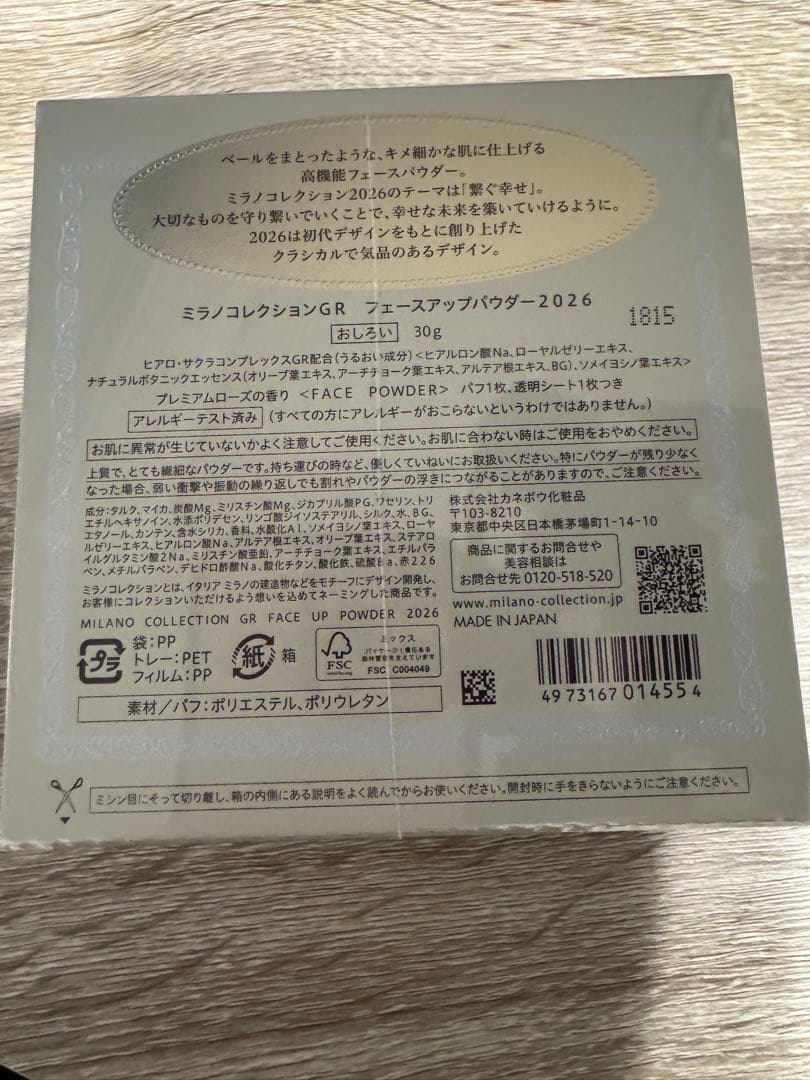 ベールをまとったような、キメ細かな肌に仕上げる
高機能フェースパウダー。
ミラノコレクション2026のテーマは「繋ぐ幸せ」。
大切なものを守り繋いでいくことで、幸せな未来を築いていけるように。
2026は初代デザインをもとに創り上げた
クラシカルで気品のあるデザイン。
ミラノコレクションGR フェースアップパウダー2026
おしろい 30g
1815
ヒアロ・サクラコンプレックスGR配合(うるおい成分)<ヒアルロン酸Na、ローヤルゼリーエキス、
ナチュラルボタニックエッセンス(オリーブ葉エキス、アーチチョーク葉エキス、アルテア根エキス、BG)、ソメイヨシノ葉エキス>
プレミアムローズの香り <FACE POWDER> パフ1枚、透明シート1枚つき
アレルギーテスト済み (すべての方にアレルギーがおこらないというわけではありません。)
お肌に異常が生じていないかよく注意してご使用ください。お肌に合わない時はご使用をおやめください。
上質で、とても繊細なパウダーです。持ち運びの時など、優しくていねいにお取扱いください。特にパウダーが残り少なく
なった場合、弱い衝撃や振動の繰り返しでも割れやパウダーの浮きにつながることがありますので、ご注意ください。
成分:タルク、マイカ、炭酸Mg、ミリスチン酸Mg、ジカプリル酸PG、ワセリン、トリ
エチルヘキサノイン、水添ポリデセン、リンゴ酸ジイソステアリル、シルク、水、BG、
エタノール、カンテン、含水シリカ、香料、水酸化Al、ソメイヨシノ葉エキス、ローヤ
ルゼリーエキス、ヒアルロン酸Na、アルテア根エキス、オリーブ葉エキス、ステアロ
イルグルタミン酸2Na、ミリスチン酸亜鉛、アーチチョーク葉エキス、エチルパラ
ベン、メチルパラベン、デヒドロ酢酸Na、酸化チタン、酸化鉄、硫酸Ba、赤226
ミラノコレクションとは、イタリア ミラノの建造物などをモチーフにデザイン開発し、
お客様にコレクションいただけるよう想いを込めてネーミングした商品です。
MILANO COLLECTION GR FACE UP POWDER 2026
株式会社カネボウ化粧品
〒103-8210
東京都中央区日本橋茅場町1-14-10
商品に関するお問合せや
美容相談は
お問合せ先 0120-518-520
www.milano-collection.jp
MADE IN JAPAN
プラ
袋:PP
トレー:PET
フィルム:PP
紙 箱
FSC
www.fsc.org
ミックス
パッケージ|責任ある
森林管理を支えています
FSC C004049
4973167014554
素材/パフ:ポリエステル、ポリウレタン
ミシン目にそって切り離し、箱の内側にある説明をよく読んでからお使いください。開封時に手をきらないようにご注意ください。